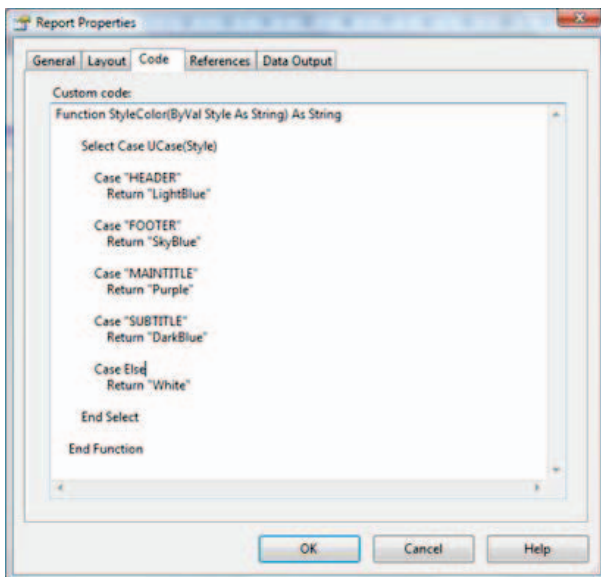 Report Properties
General Layout Code References Data Output
Custom code:
Function StyleColor(ByVal Style As String) As String
Select Case UCase(Style)
Case "HEADER"
Return "LightBlue"
Case "FOOTER"
Return "SkyBlue"
Case "MAINTITLE"
Return "Purple"
Case "SUBTITLE"
Return "DarkBlue"
Case Else
Return "White"
End Select
End Function
OK Cancel Help